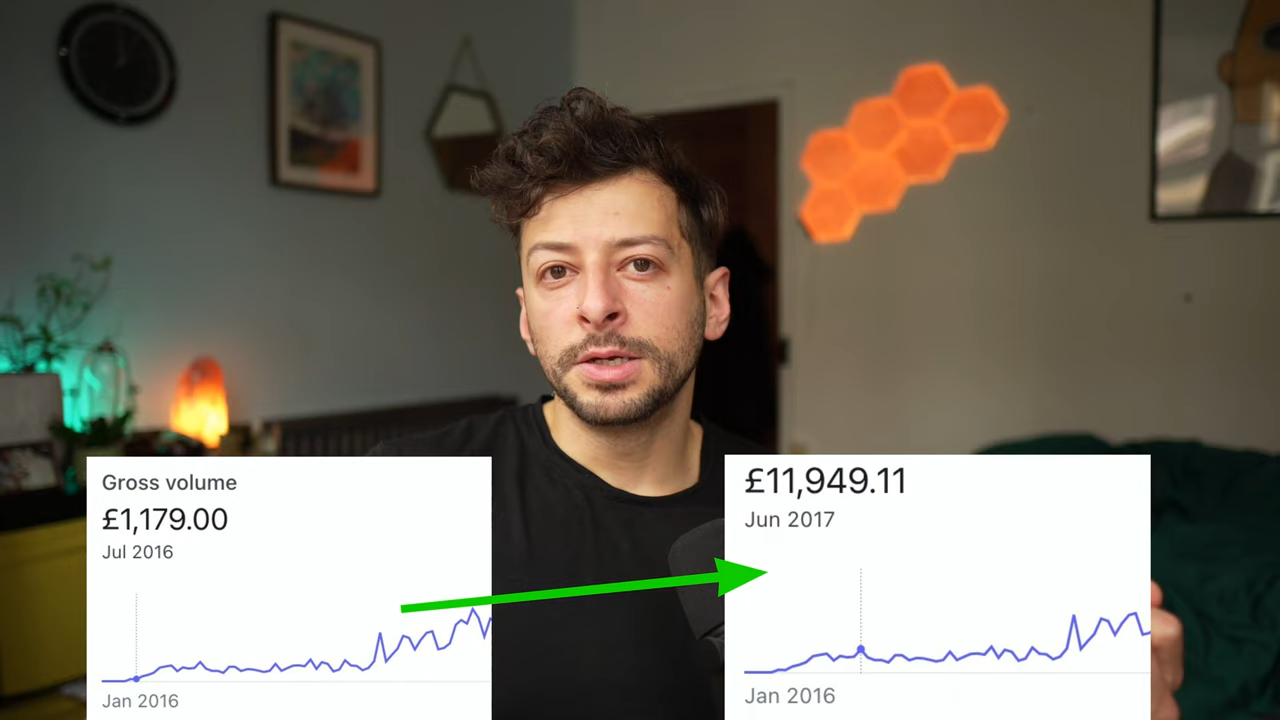 Gross volume
£1,179.00
Jul 2016
Jan 2016
£11,949.11
Jun 2017
Jan 2016